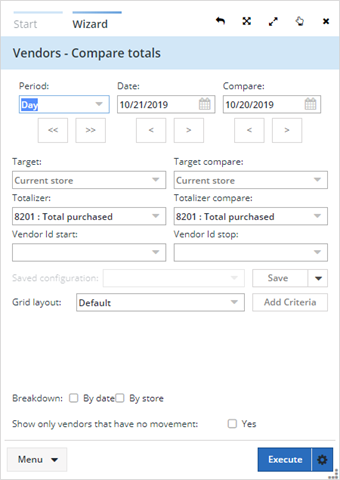 Start Wizard
Vendors - Compare totals
Period: Date: Compare:
Day 10/21/2019 10/20/2019
<< >> < > < >
Target: Target compare:
Current store Current store
Totalizer: Totalizer compare:
8201 : Total purchased 8201 : Total purchased
Vendor Id start: Vendor Id stop:
Saved configuration: Save
Grid layout: Default Add Criteria
Breakdown: By date By store
Show only vendors that have no movement: Yes
Menu Execute